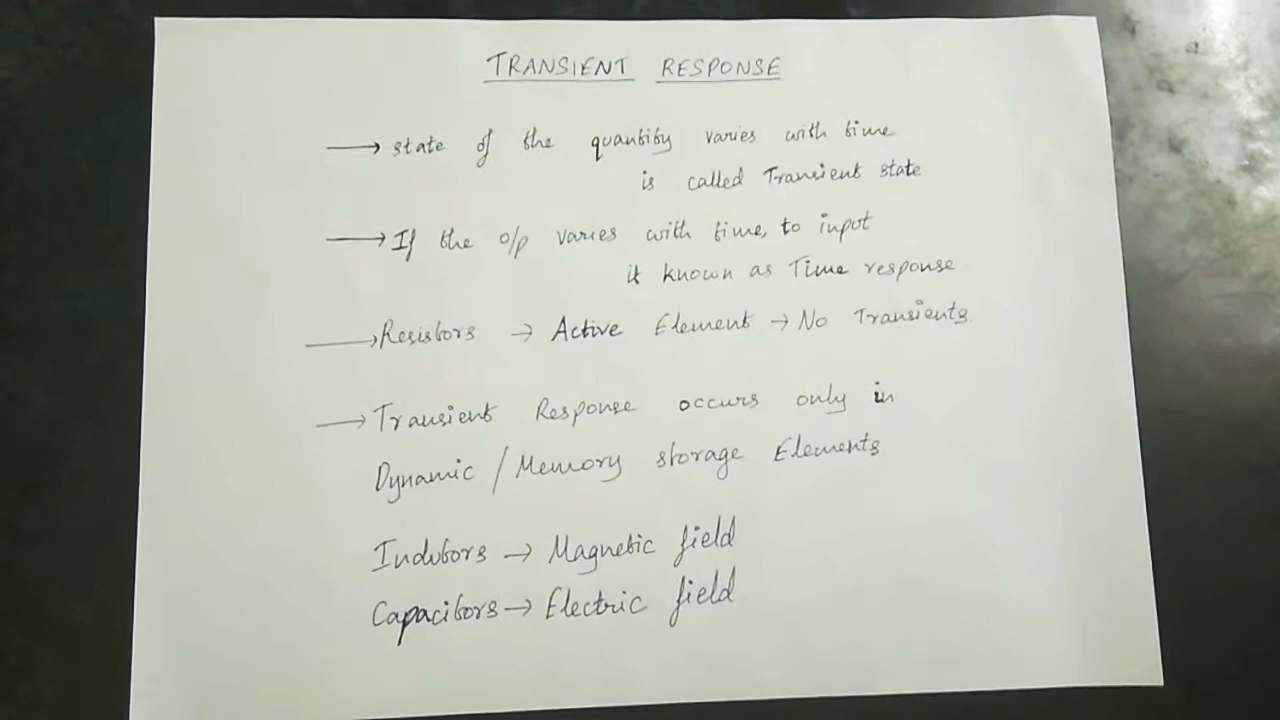 TRANSIENT RESPONSE
→ state of the quantity varies with time
is called Transient state
→ If the o/p varies with time, to input
it known as Time response
→ Resistors → Active Element → No Transients
→ Transient Response occurs only in
Dynamic / Memory storage Elements
Indutors → Magnetic field
Capacitors → Electric field